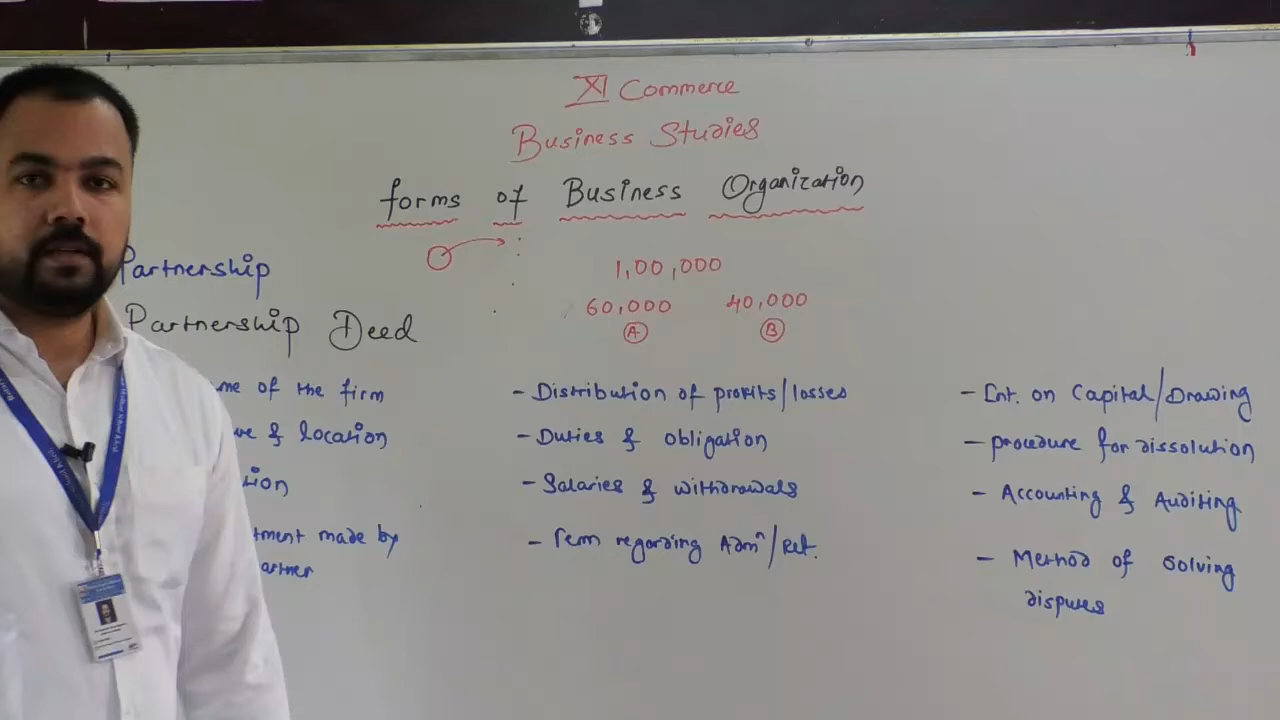 XI Commerce
Business Studies
forms of Business Organization
Partnership
1,00,000
60,000 40,000
A B
Partnership Deed
me of the firm
ve & location
tion
tment made by
artner
- Distribution of profits/losses
- Duties & obligation
- Salaries & withdrawals
- Term regarding Admⁿ/Ret.
- Int. on Capital/Drawing
- procedure for dissolution
- Accounting & Auditing
- Method of Solving
disputes